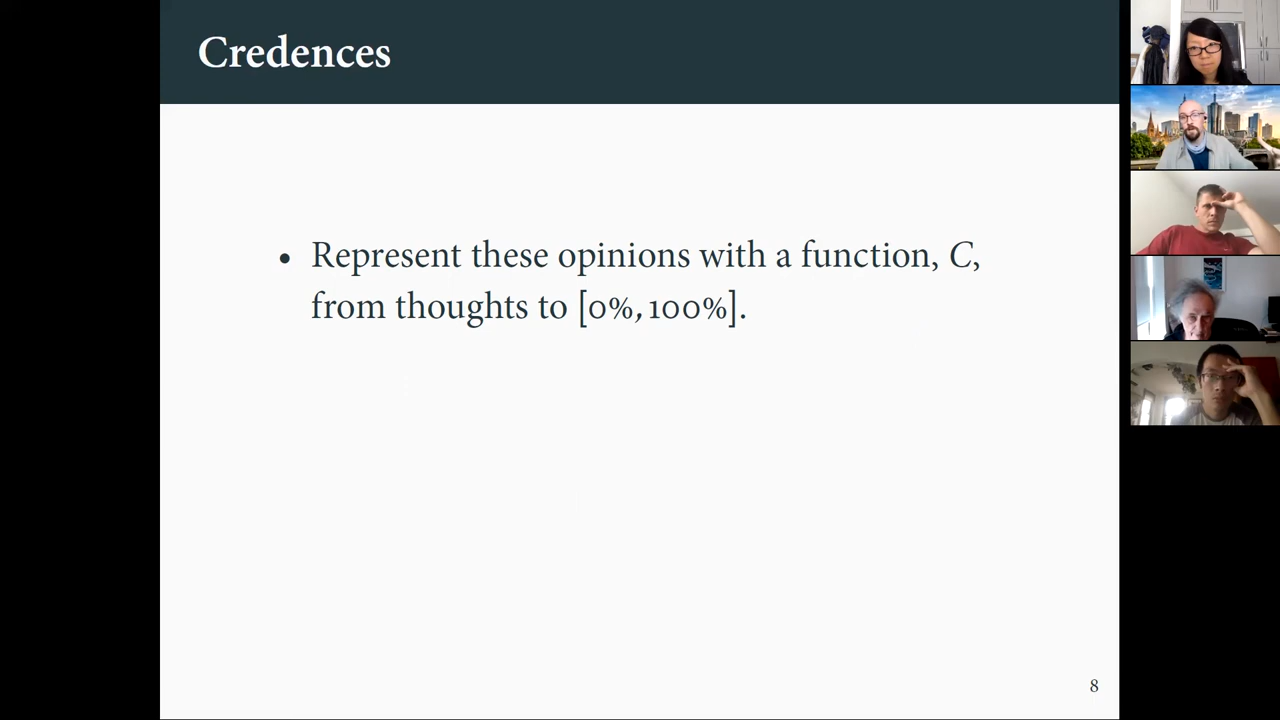 Credences
• Represent these opinions with a function, C,
from thoughts to [0%, 100%].
8